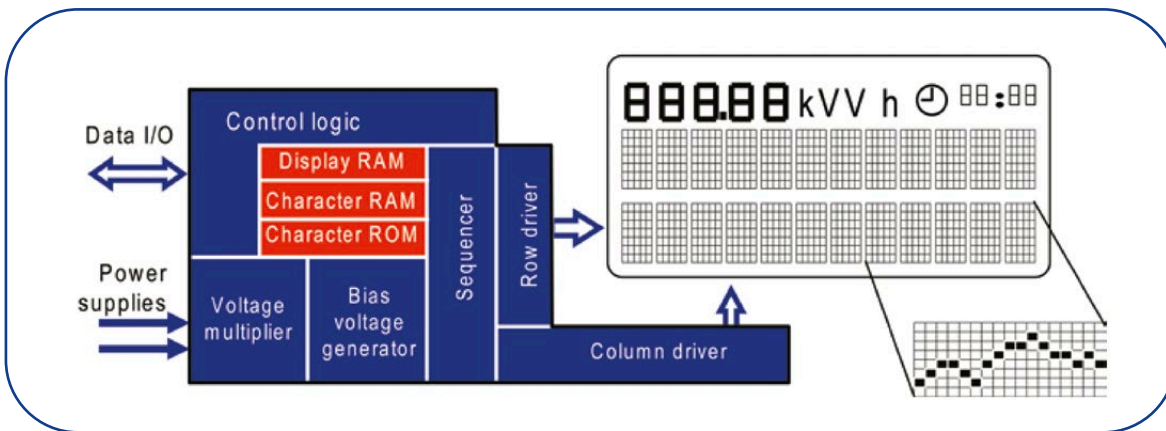 Data I/O
Power
supplies
Control logic
Display RAM
Character RAM
Character ROM
Voltage
multiplier
Bias
voltage
generator
Sequencer
Row driver
Column driver
888.88 kVV h 88:88